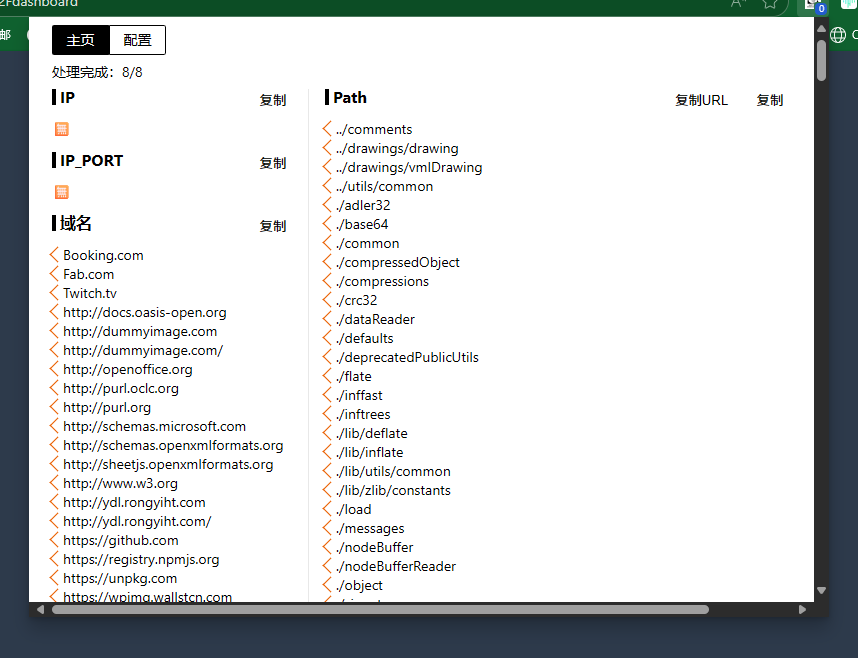 2Fdashboard
邮
0
主页 配置
处理完成：8/8
IP 复制
無
IP_PORT 复制
無
域名 复制
Booking.com
Fab.com
Twitch.tv
http://docs.oasis-open.org
http://dummyimage.com
http://dummyimage.com/
http://openoffice.org
http://purl.oclc.org
http://purl.org
http://schemas.microsoft.com
http://schemas.openxmlformats.org
http://sheetjs.openxmlformats.org
http://www.w3.org
http://ydl.rongyiht.com
http://ydl.rongyiht.com/
https://github.com
https://registry.npmjs.org
https://unpkg.com
https://wpimg.wallstcn.com
Path 复制URL 复制
../comments
../drawings/drawing
../drawings/vmlDrawing
../utils/common
./adler32
./base64
./common
./compressedObject
./compressions
./crc32
./dataReader
./defaults
./deprecatedPublicUtils
./flate
./inffast
./inftrees
./lib/deflate
./lib/inflate
./lib/utils/common
./lib/zlib/constants
./load
./messages
./nodeBuffer
./nodeBufferReader
./object